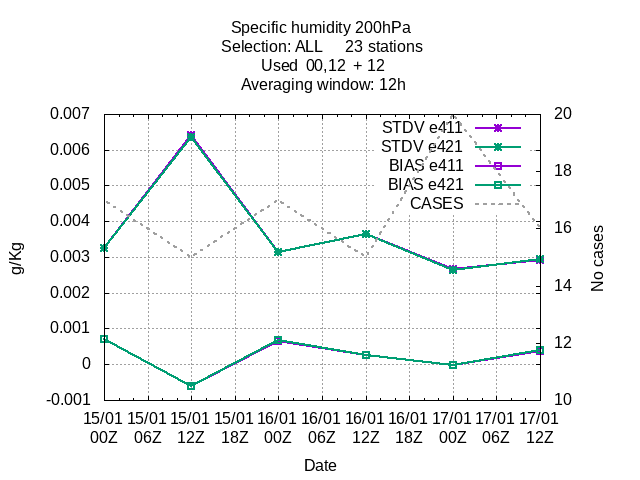 Specific humidity 200hPa
Selection: ALL     23 stations
Used  00,12  + 12
Averaging window: 12h
STDV e411
STDV e421
BIAS e411
BIAS e421
CASES
0.007
0.006
0.005
0.004
0.003
0.002
0.001
0
-0.001
g/Kg
20
18
16
14
12
10
No cases
15/01 15/01 15/01 15/01 16/01 16/01 16/01 16/01 17/01 17/01 17/01
00Z 06Z 12Z 18Z 00Z 06Z 12Z 18Z 00Z 06Z 12Z
Date